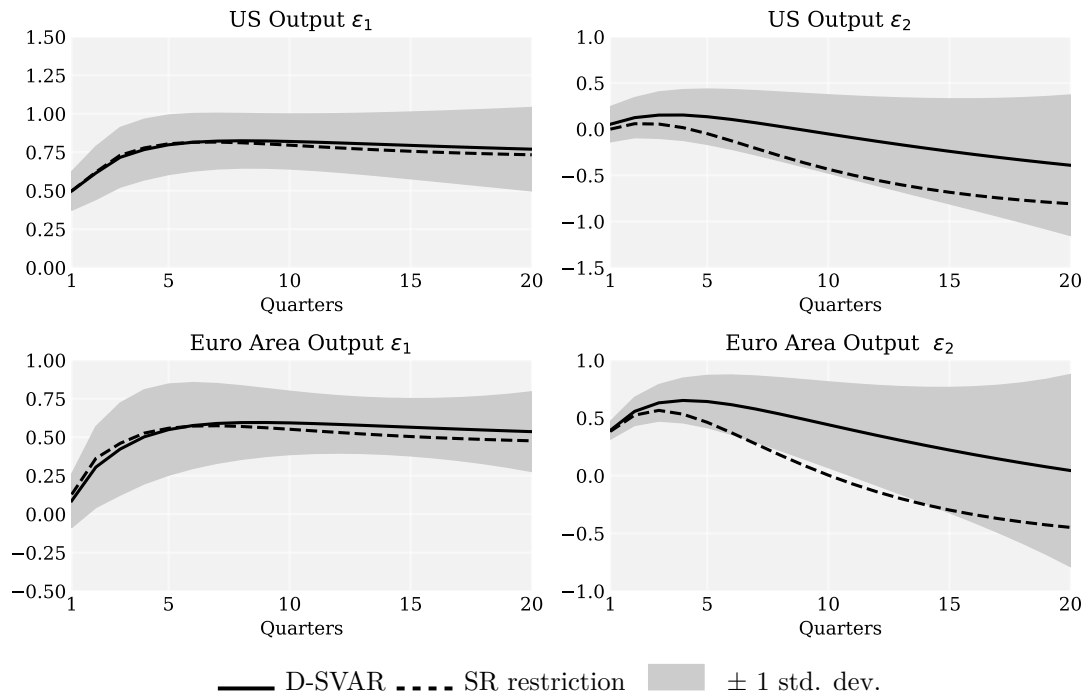 US Output ε₁
1.50
1.25
1.00
0.75
0.50
0.25
0.00
1 5 10 15 20
Quarters
US Output ε₂
1.0
0.5
0.0
−0.5
−1.0
−1.5
1 5 10 15 20
Quarters
Euro Area Output ε₁
1.00
0.75
0.50
0.25
0.00
−0.25
−0.50
1 5 10 15 20
Quarters
Euro Area Output ε₂
1.0
0.5
0.0
−0.5
−1.0
1 5 10 15 20
Quarters
D-SVAR SR restriction ± 1 std. dev.